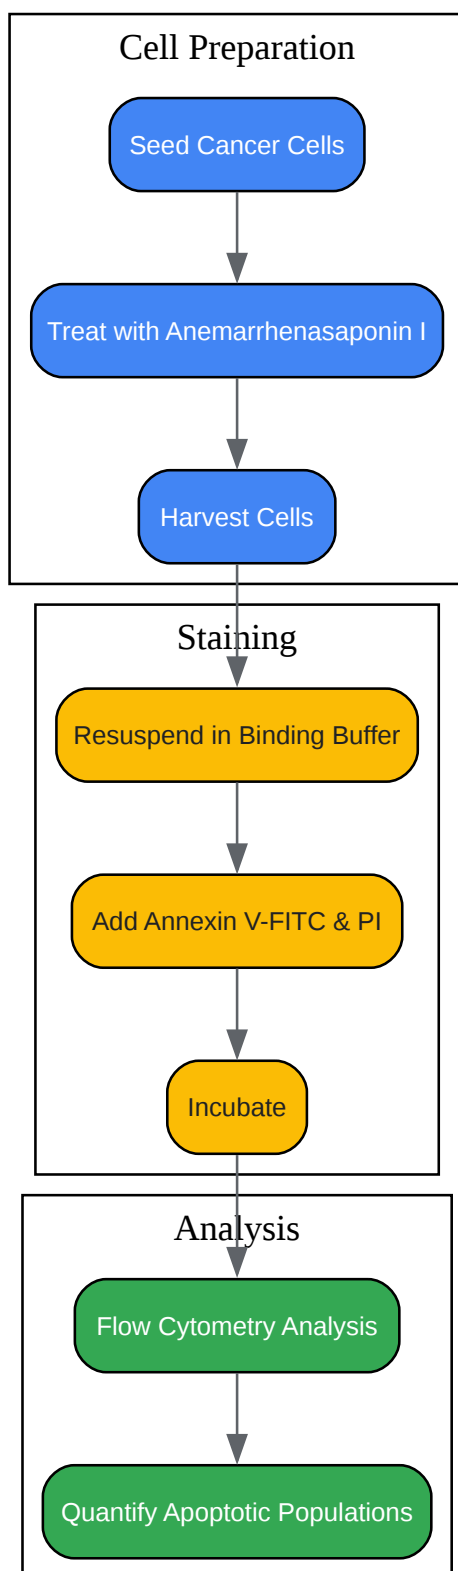 Cell Preparation
Seed Cancer Cells
Treat with Anemarrhenasaponin I
Harvest Cells
Staining
Resuspend in Binding Buffer
Add Annexin V-FITC & PI
Incubate
Analysis
Flow Cytometry Analysis
Quantify Apoptotic Populations